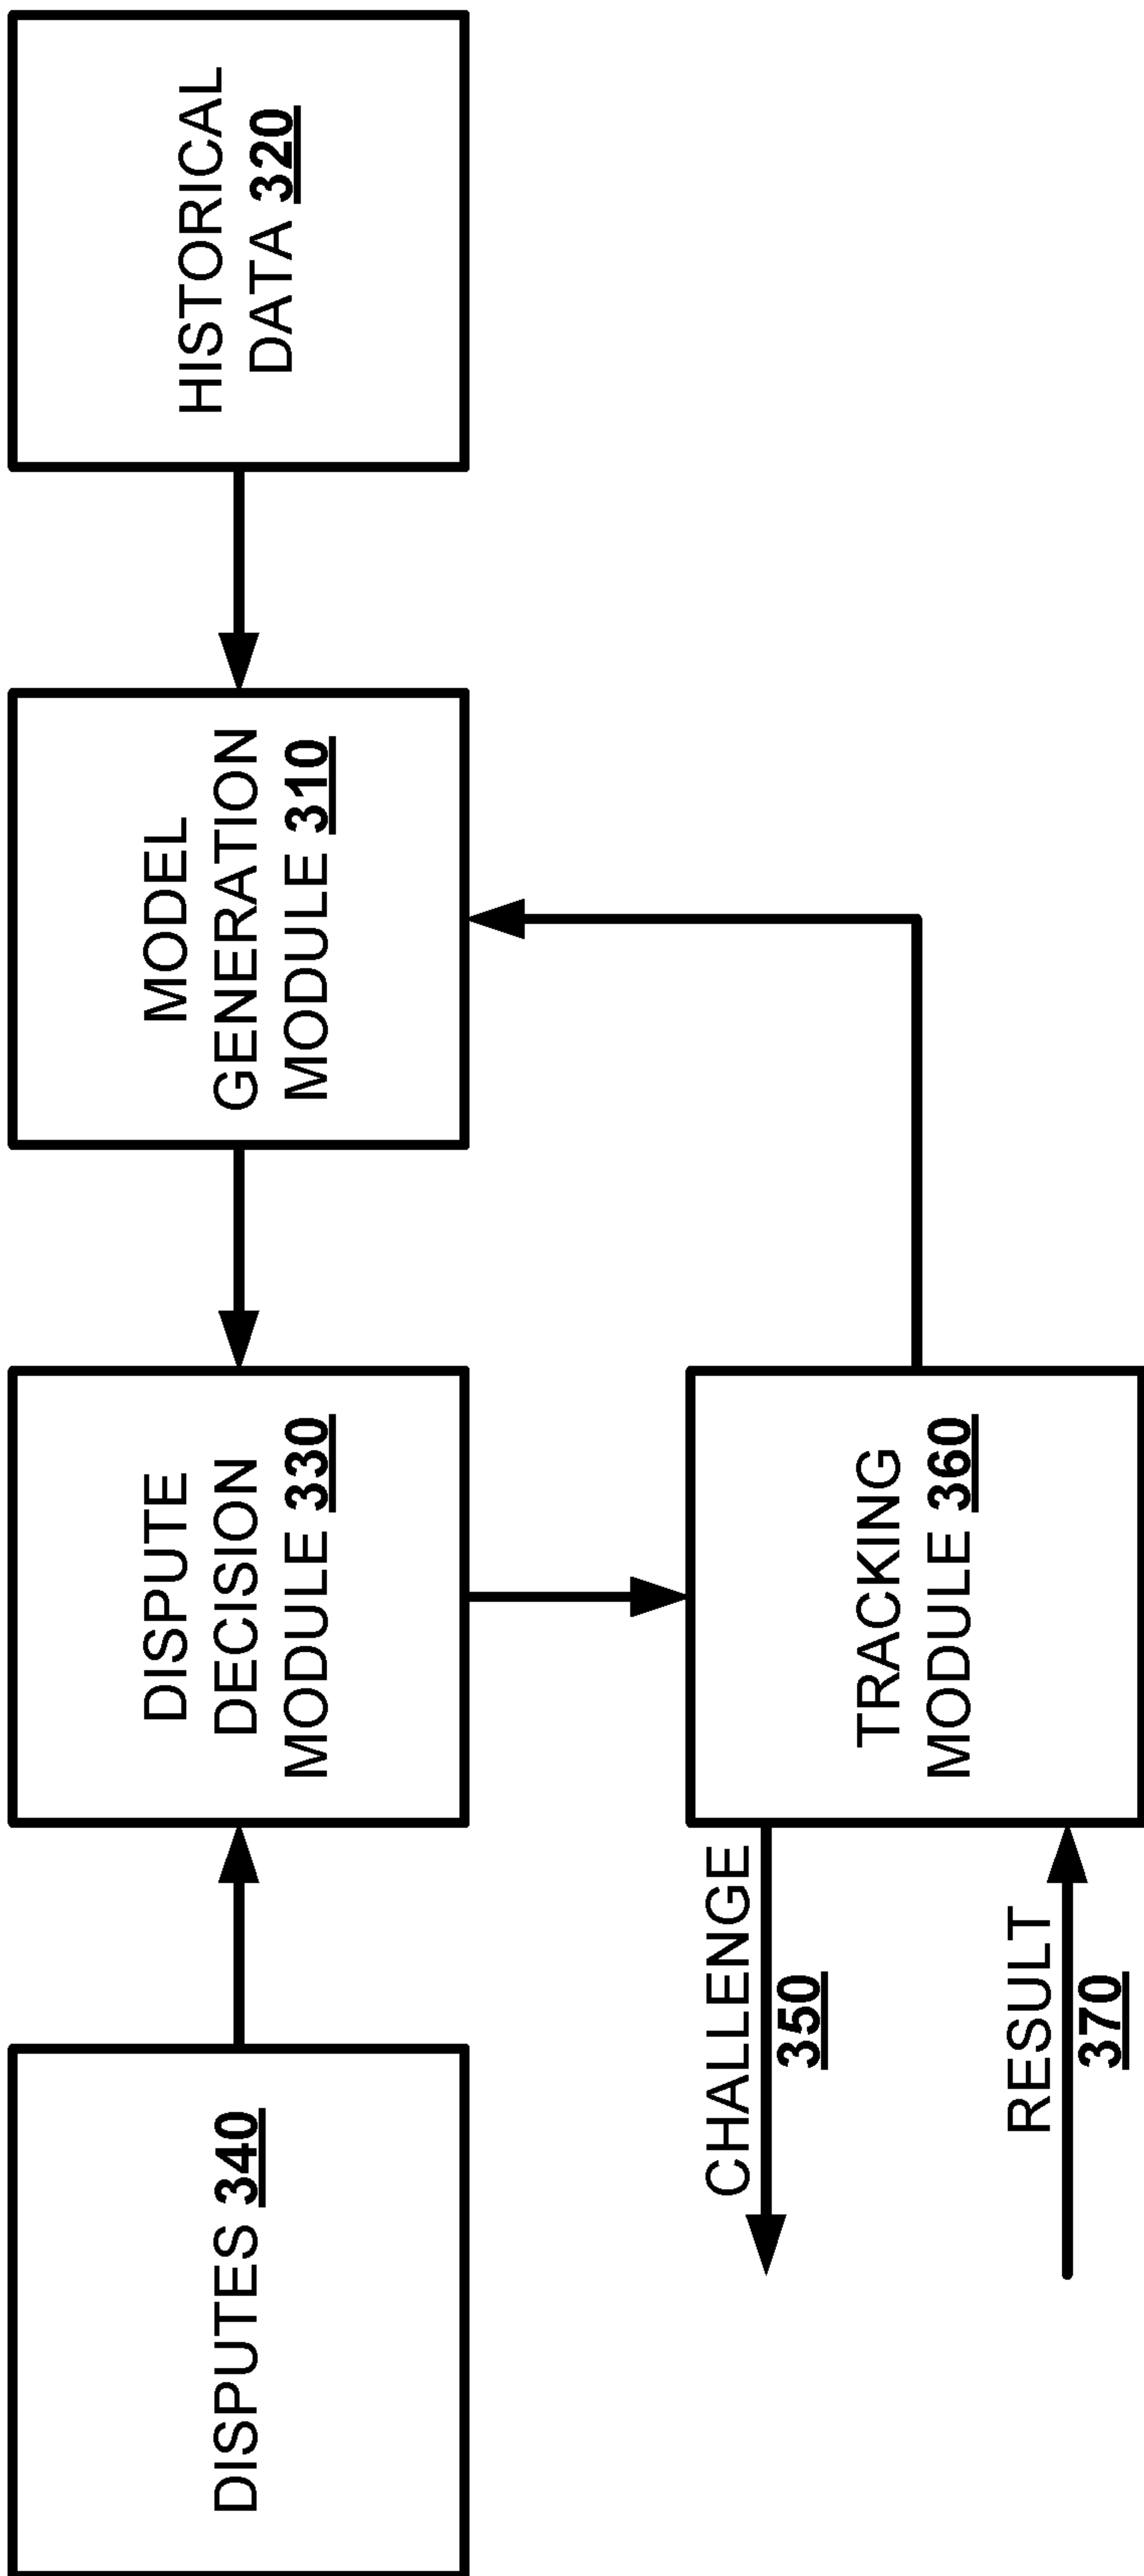 DISPUTES 340
DISPUTE
DECISION
MODULE 330
MODEL
GENERATION
MODULE 310
HISTORICAL
DATA 320
CHALLENGE
350
RESULT
370
TRACKING
MODULE 360